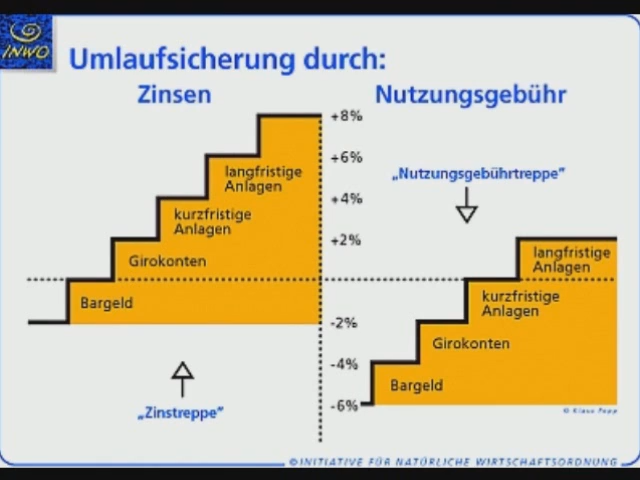 INWO
Umlaufsicherung durch:
Zinsen
Nutzungsgebühr
+8%
+6%
+4%
+2%
-2%
-4%
-6%
langfristige
Anlagen
kurzfristige
Anlagen
Girokonten
Bargeld
„Zinstreppe”
„Nutzungsgebührtreppe”
langfristige
Anlagen
kurzfristige
Anlagen
Girokonten
Bargeld
© Klaus Popp
©INITIATIVE FÜR NATÜRLICHE WIRTSCHAFTSORDNUNG